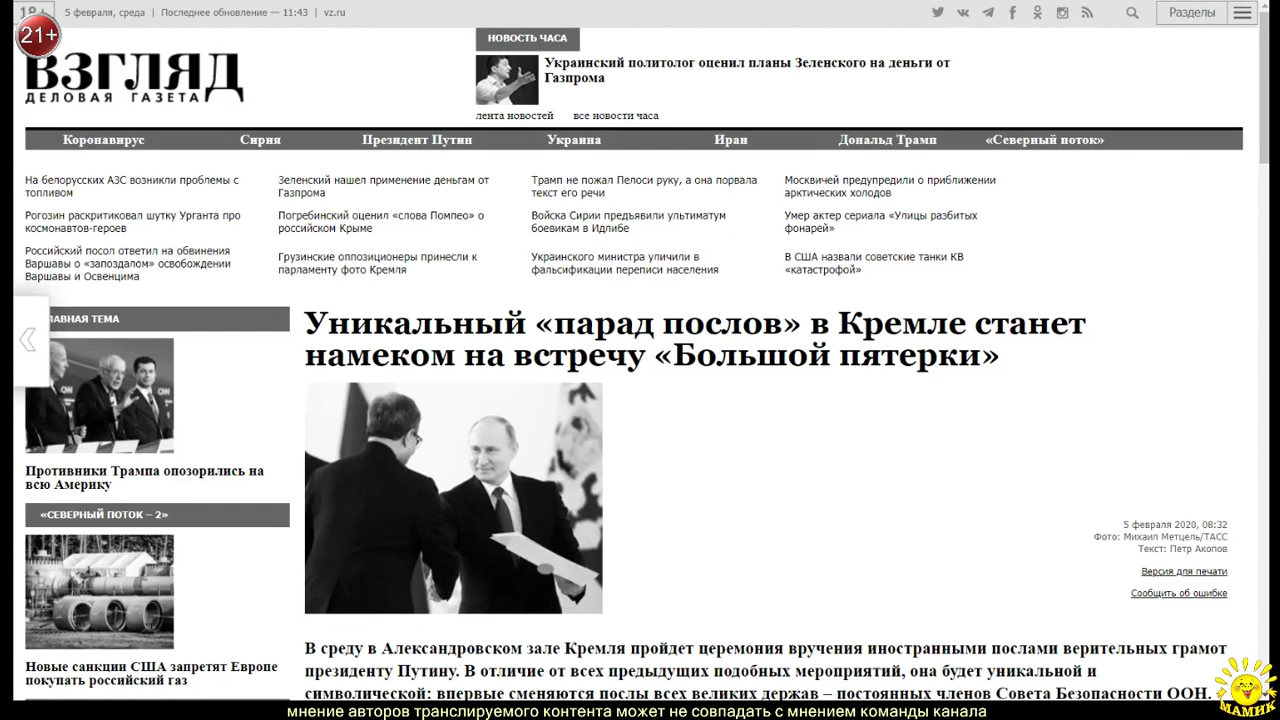 18+
21+
5 февраля, среда | Последнее обновление — 11:43 | vz.ru
Разделы
ВЗГЛЯД
ДЕЛОВАЯ ГАЗЕТА
НОВОСТЬ ЧАСА
Украинский политолог оценил планы Зеленского на деньги от
Газпрома
лента новостей все новости часа
Коронавирус Сирия Президент Путин Украина Иран Дональд Трамп «Северный поток»
На белорусских АЗС возникли проблемы с
топливом
Рогозин раскритиковал шутку Урганта про
космонавтов-героев
Российский посол ответил на обвинения
Варшавы о «запоздалом» освобождении
Варшавы и Освенцима
Зеленский нашел применение деньгам от
Газпрома
Погребинский оценил «слова Помпео» о
российском Крыме
Грузинские оппозиционеры принесли к
парламенту фото Кремля
Трамп не пожал Пелоси руку, а она порвала
текст его речи
Войска Сирии предъявили ультиматум
боевикам в Идлибе
Украинского министра уличили в
фальсификации переписи населения
Москвичей предупредили о приближении
арктических холодов
Умер актер сериала «Улицы разбитых
фонарей»
В США назвали советские танки КВ
«катастрофой»
ЛАВНАЯ ТЕМА
CNN
CNN
Противники Трампа опозорились на
всю Америку
«СЕВЕРНЫЙ ПОТОК – 2»
Новые санкции США запретят Европе
покупать российский газ
Уникальный «парад послов» в Кремле станет
намеком на встречу «Большой пятерки»
5 февраля 2020, 08:32
Фото: Михаил Метцель/ТАСС
Текст: Петр Акопов
Версия для печати
Сообщить об ошибке
В среду в Александровском зале Кремля пройдет церемония вручения иностранными послами верительных грамот
президенту Путину. В отличие от всех предыдущих подобных мероприятий, она будет уникальной и
символической: впервые смеются послы всех великих держав – постоянных членов Совета Безопасности ООН.
МАМИК
мнение авторов транслируемого контента может не совпадать с мнением команды канала